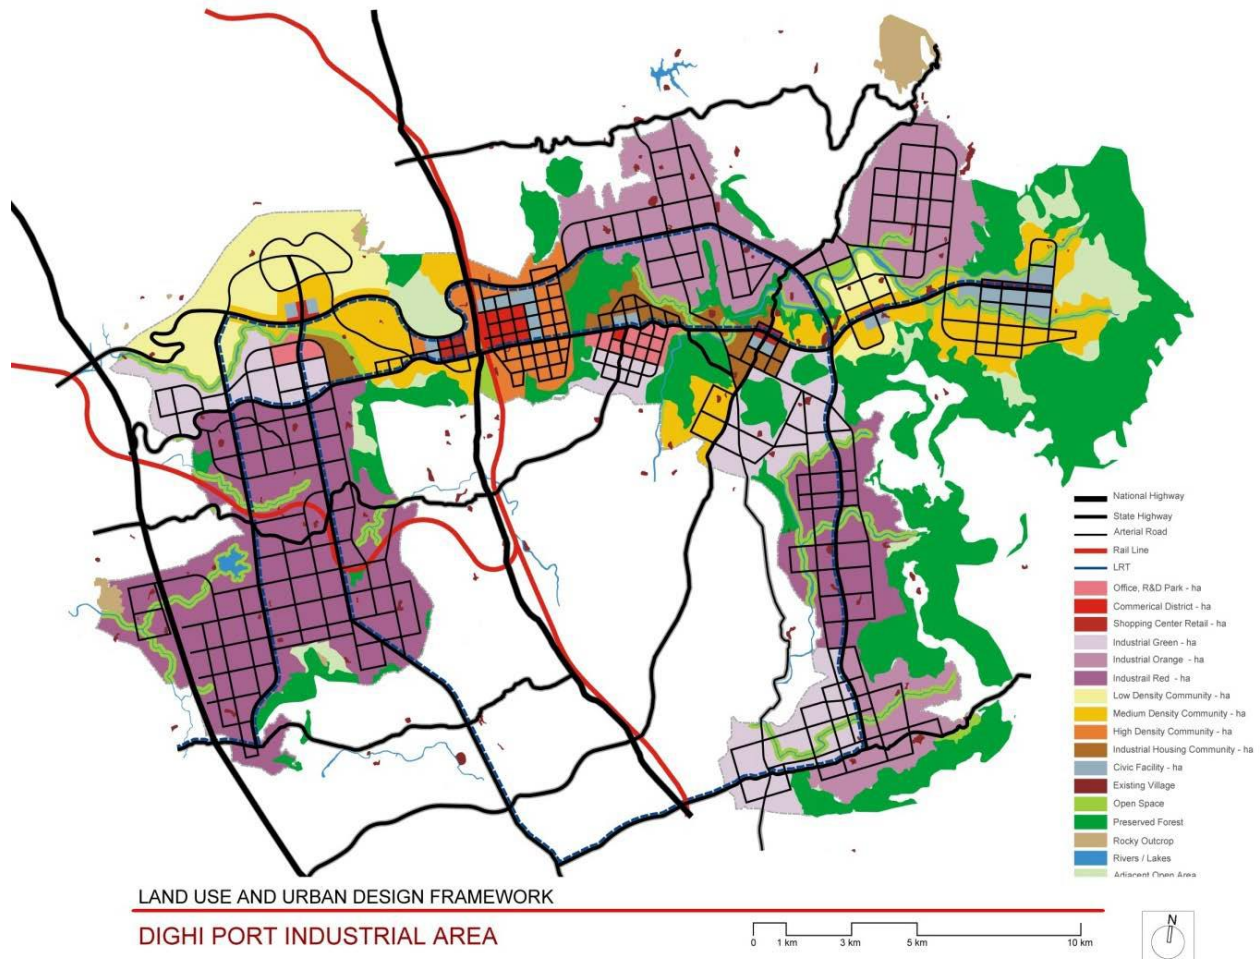 National Highway
State Highway
Arterial Road
Rail Line
LRT
Office, R&D Park - ha
Commerical District - ha
Shopping Center Retail - ha
Industrial Green - ha
Industrial Orange - ha
Industrail Red - ha
Low Density Community - ha
Medium Density Community - ha
High Density Community - ha
Industrial Housing Community - ha
Civic Facility - ha
Existing Village
Open Space
Preserved Forest
Rocky Outcrop
Rivers / Lakes
Adjacent Open Area
LAND USE AND URBAN DESIGN FRAMEWORK
DIGHI PORT INDUSTRIAL AREA
0 1 km 3 km 5 km 10 km
N